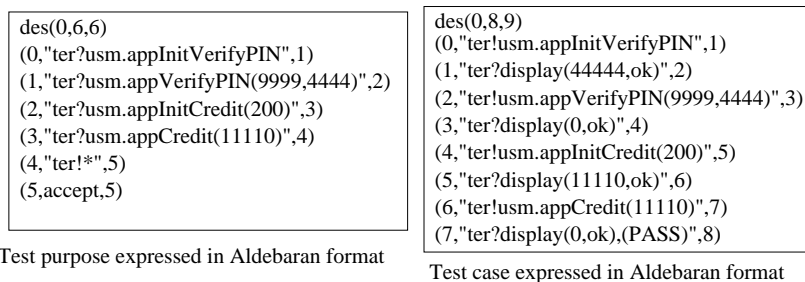 des(0,6,6)
(0,"ter?usm.appInitVerifyPIN",1)
(1,"ter?usm.appVerifyPIN(9999,4444)",2)
(2,"ter?usm.appInitCredit(200)",3)
(3,"ter?usm.appCredit(11110)",4)
(4,"ter!*",5)
(5,accept,5)
Test purpose expressed in Aldebaran format
des(0,8,9)
(0,"ter!usm.appInitVerifyPIN",1)
(1,"ter?display(44444,ok)",2)
(2,"ter!usm.appVerifyPIN(9999,4444)",3)
(3,"ter?display(0,ok)",4)
(4,"ter!usm.appInitCredit(200)",5)
(5,"ter?display(11110,ok)",6)
(6,"ter!usm.appCredit(11110)",7)
(7,"ter?display(0,ok),(PASS)",8)
Test case expressed in Aldebaran format